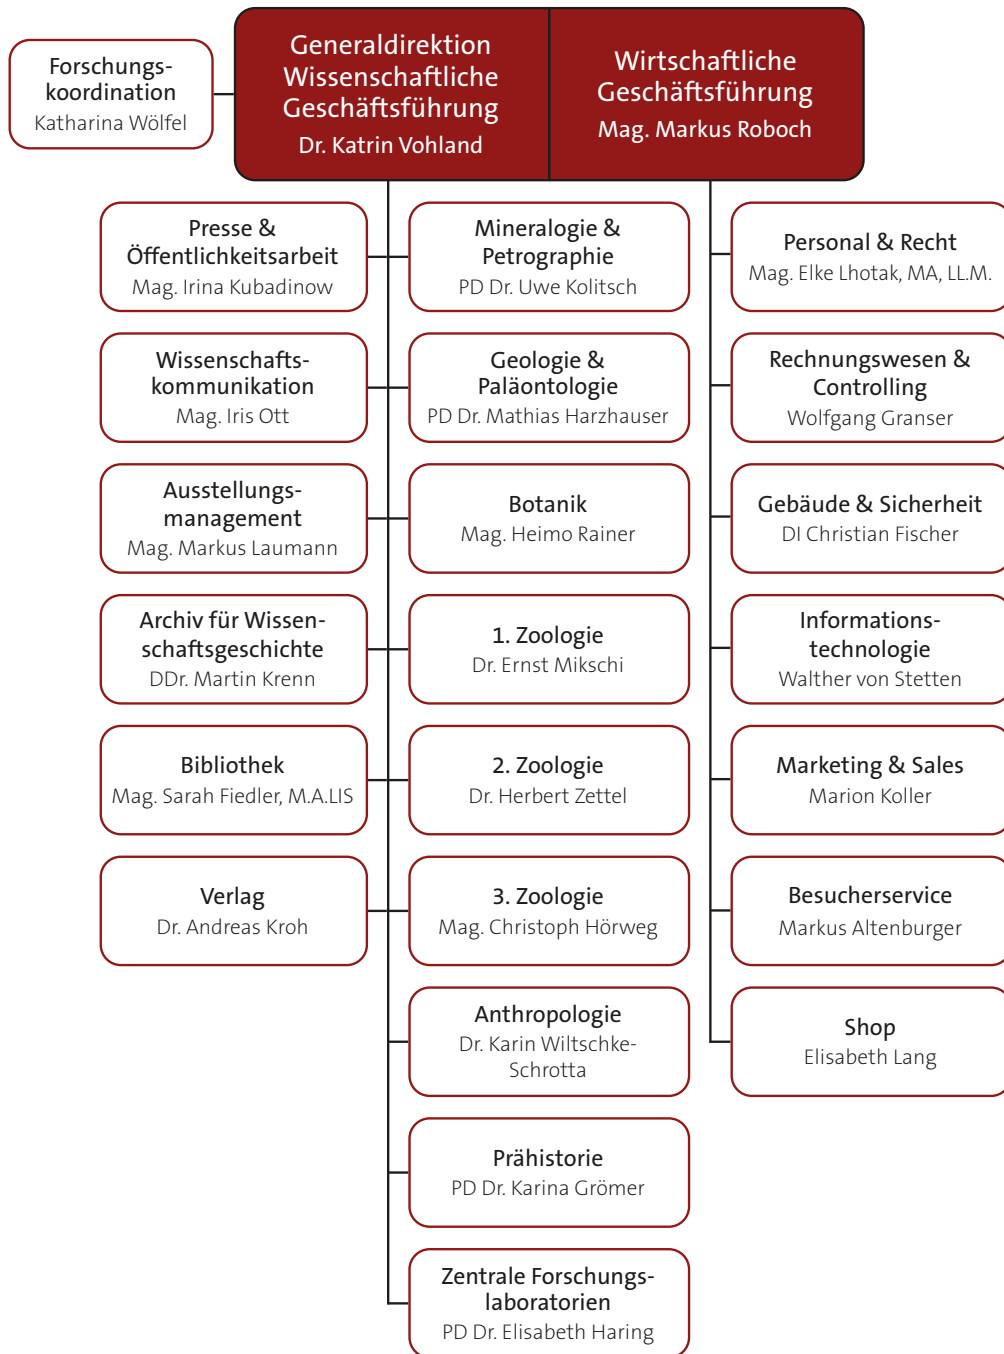 Forschungs-
koordination
Katharina Wölfel
Generaldirektion
Wissenschaftliche
Geschäftsführung
Dr. Katrin Vohland
Wirtschaftliche
Geschäftsführung
Mag. Markus Roboch
Presse &
Öffentlichkeitsarbeit
Mag. Irina Kubadinow
Mineralogie &
Petrographie
PD Dr. Uwe Kolitsch
Personal & Recht
Mag. Elke Lhotak, MA, LL.M.
Wissenschafts-
kommunikation
Mag. Iris Ott
Geologie &
Paläontologie
PD Dr. Mathias Harzhauser
Rechnungswesen &
Controlling
Wolfgang Granser
Ausstellungs-
management
Mag. Markus Laumann
Botanik
Mag. Heimo Rainer
Gebäude & Sicherheit
DI Christian Fischer
Archiv für Wissen-
schaftsgeschichte
DDr. Martin Krenn
1. Zoologie
Dr. Ernst Mikschi
Informations-
technologie
Walther von Stetten
Bibliothek
Mag. Sarah Fiedler, M.A.LIS
2. Zoologie
Dr. Herbert Zettel
Marketing & Sales
Marion Koller
Verlag
Dr. Andreas Kroh
3. Zoologie
Mag. Christoph Hörweg
Besucherservice
Markus Altenburger
Anthropologie
Dr. Karin Wiltschke-
Schrotta
Shop
Elisabeth Lang
Prähistorie
PD Dr. Karina Grömer
Zentrale Forschungs-
laboratorien
PD Dr. Elisabeth Haring